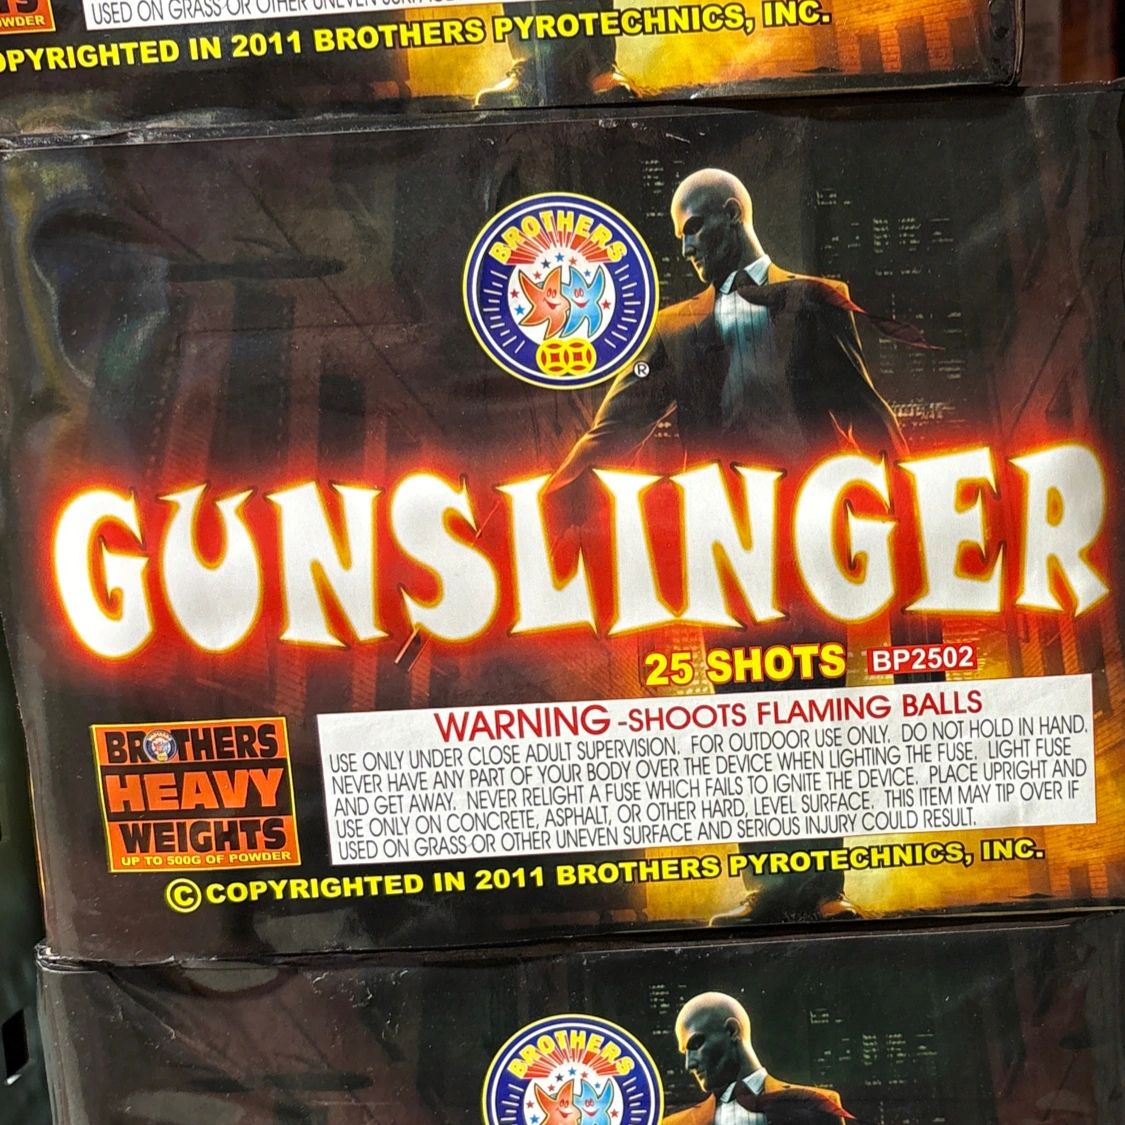 OWDER
USED ON GRASS OR OTHER UNEVEN
OPYRIGHTED IN 2011 BROTHERS PYROTECHNICS, INC.
BROTHERS
®
GUNSLINGER
25 SHOTS BP2502
BROTHERS
HEAVY
WEIGHTS
UP TO 500G OF POWDER
WARNING -SHOOTS FLAMING BALLS
USE ONLY UNDER CLOSE ADULT SUPERVISION. FOR OUTDOOR USE ONLY. DO NOT HOLD IN HAND.
NEVER HAVE ANY PART OF YOUR BODY OVER THE DEVICE WHEN LIGHTING THE FUSE. LIGHT FUSE
AND GET AWAY. NEVER RELIGHT A FUSE WHICH FAILS TO IGNITE THE DEVICE. PLACE UPRIGHT AND
USE ONLY ON CONCRETE, ASPHALT, OR OTHER HARD, LEVEL SURFACE. THIS ITEM MAY TIP OVER IF
USED ON GRASS OR OTHER UNEVEN SURFACE AND SERIOUS INJURY COULD RESULT.
©COPYRIGHTED IN 2011 BROTHERS PYROTECHNICS, INC.
BROTHERS